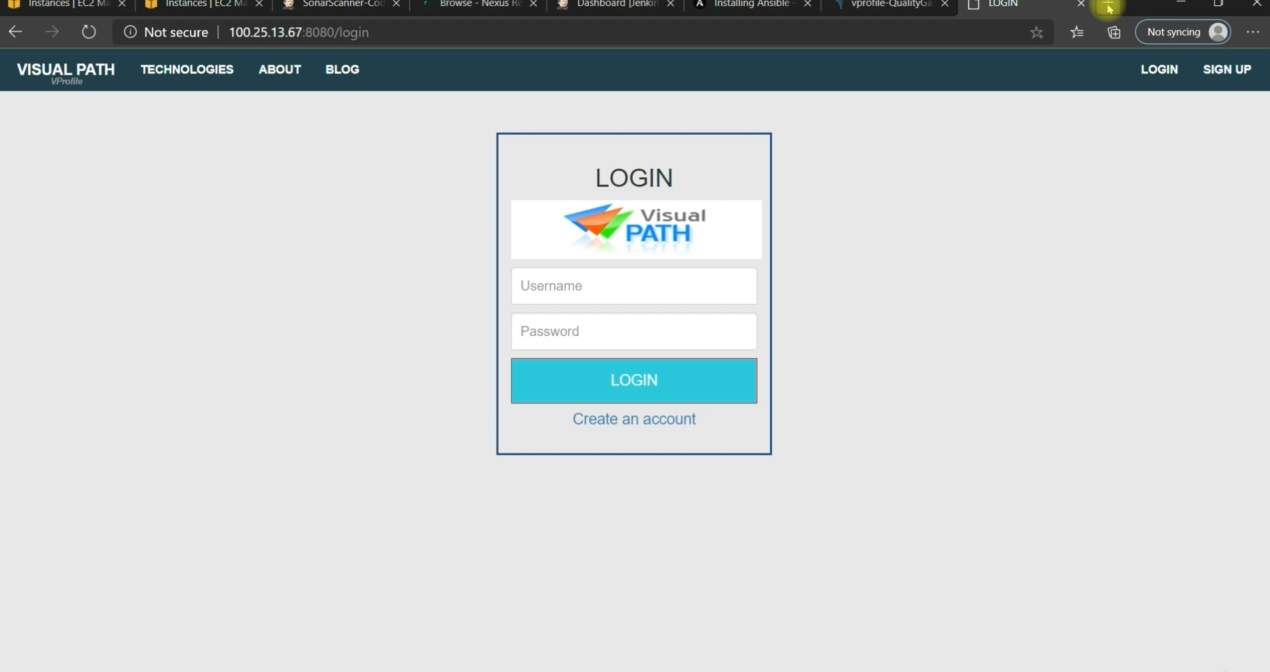 Instances | EC2 Ma
Instances | EC2 Ma
SonarScanner-Cod
Browse - Nexus Re
Dashboard [Jenkin
Installing Ansible -
vprofile-QualityGa
LOGIN
Not secure | 100.25.13.67:8080/login
Not syncing
VISUAL PATH
VProfile
TECHNOLOGIES
ABOUT
BLOG
LOGIN
SIGN UP
LOGIN
Visual
PATH
Username
Password
LOGIN
Create an account